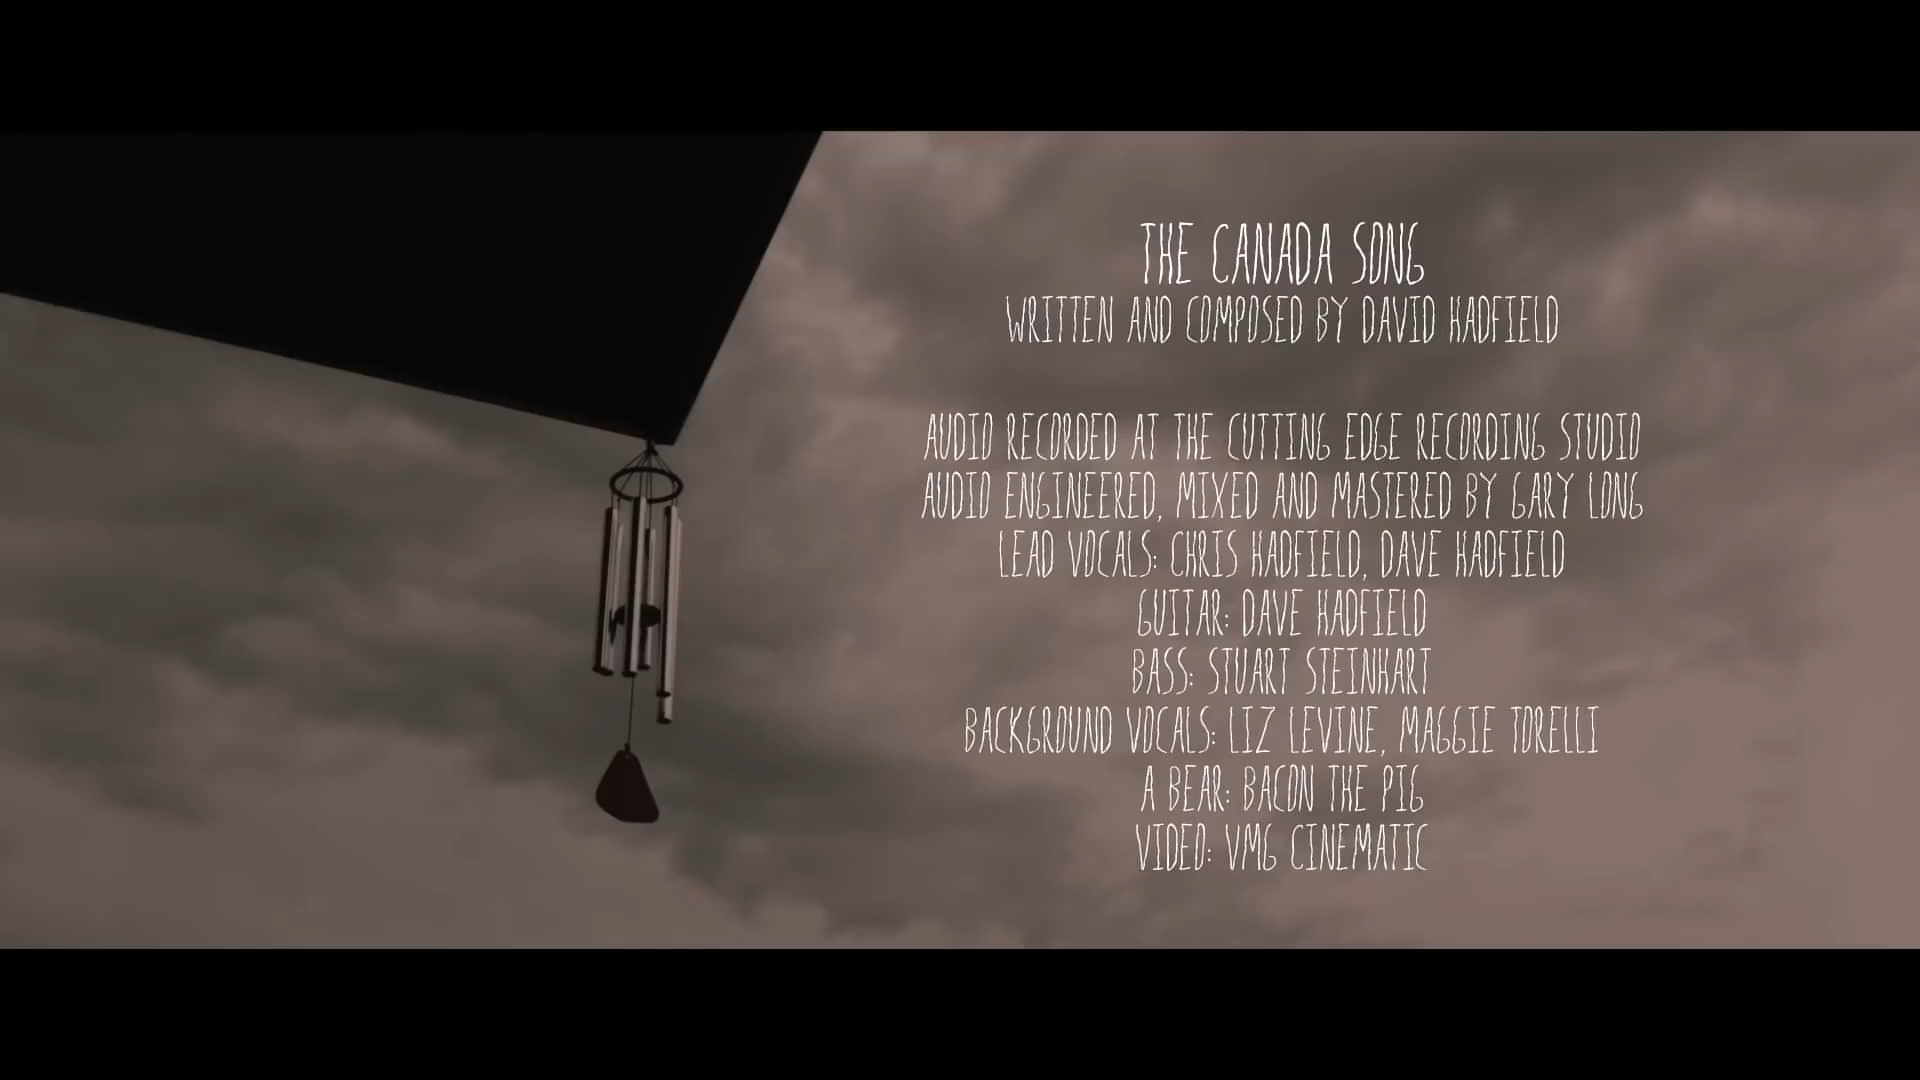 THE CANADA SONG
WRITTEN AND COMPOSED BY DAVID HADFIELD
AUDIO RECORDED AT THE CUTTING EDGE RECORDING STUDIO
AUDIO ENGINEERED, MIXED AND MASTERED BY GARY LONG
LEAD VOCALS: CHRIS HADFIELD, DAVE HADFIELD
GUITAR: DAVE HADFIELD
BASS: STUART STEINHART
BACKGROUND VOCALS: LIZ LEVINE, MAGGIE TORELLI
A BEAR: BACON THE PIG
VIDEO: VMG CINEMATIC